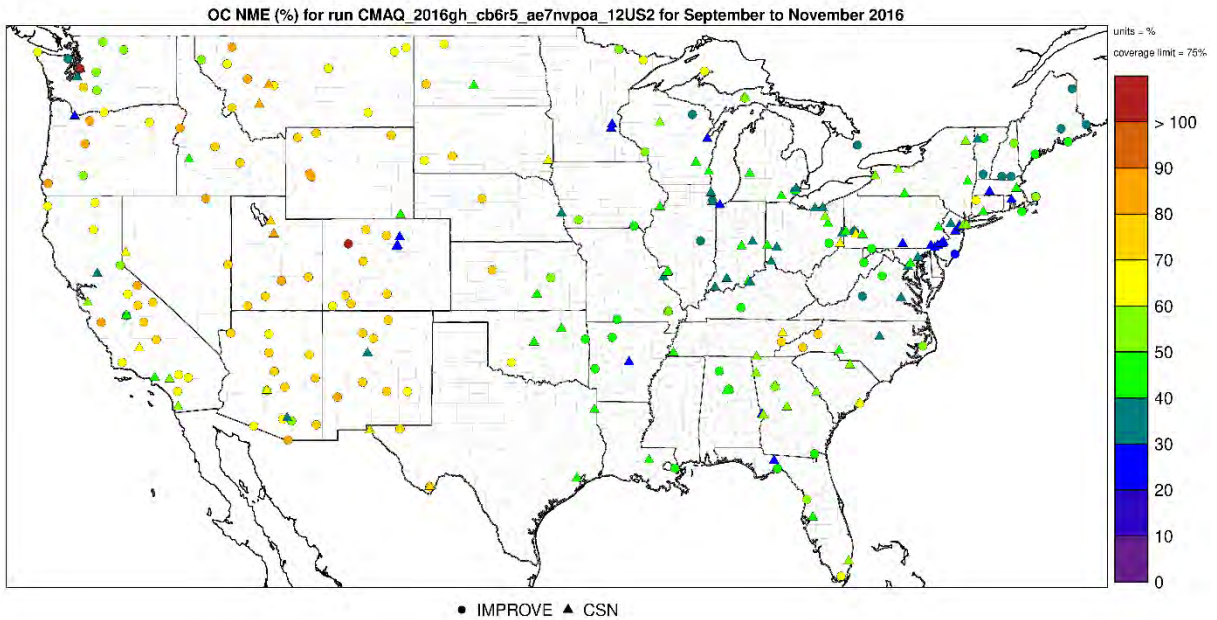 OC NME (%) for run CMAQ_2016gh_cb6r5_ae7nvpoa_12US2 for September to November 2016
units = %
coverage limit = 75%
> 100
90
80
70
60
50
40
30
20
10
0
● IMPROVE ▲ CSN